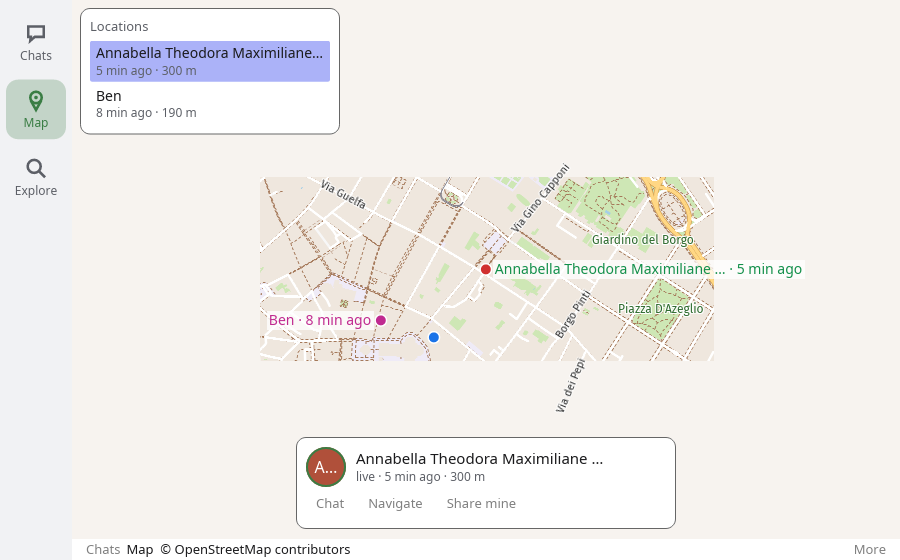 Chats
Map
Explore
Locations
Annabella Theodora Maximiliane...
5 min ago · 300 m
Ben
8 min ago · 190 m
Via Guelfa
Via Gino Capponi
Giardino del Borgo
Annabella Theodora Maximiliane ... · 5 min ago
Borgo Pinti
Piazza D'Azeglio
Ben · 8 min ago
Via dei Pepi
A...
Annabella Theodora Maximiliane ...
live · 5 min ago · 300 m
Chat Navigate Share mine
Chats Map © OpenStreetMap contributors More